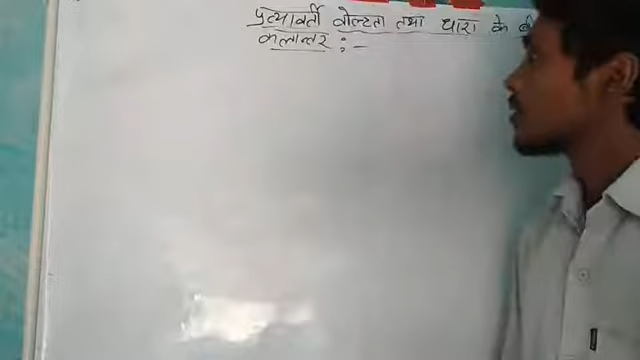 प्रत्यावर्ती वोल्टता तथा धारा के
कलान्तर :-